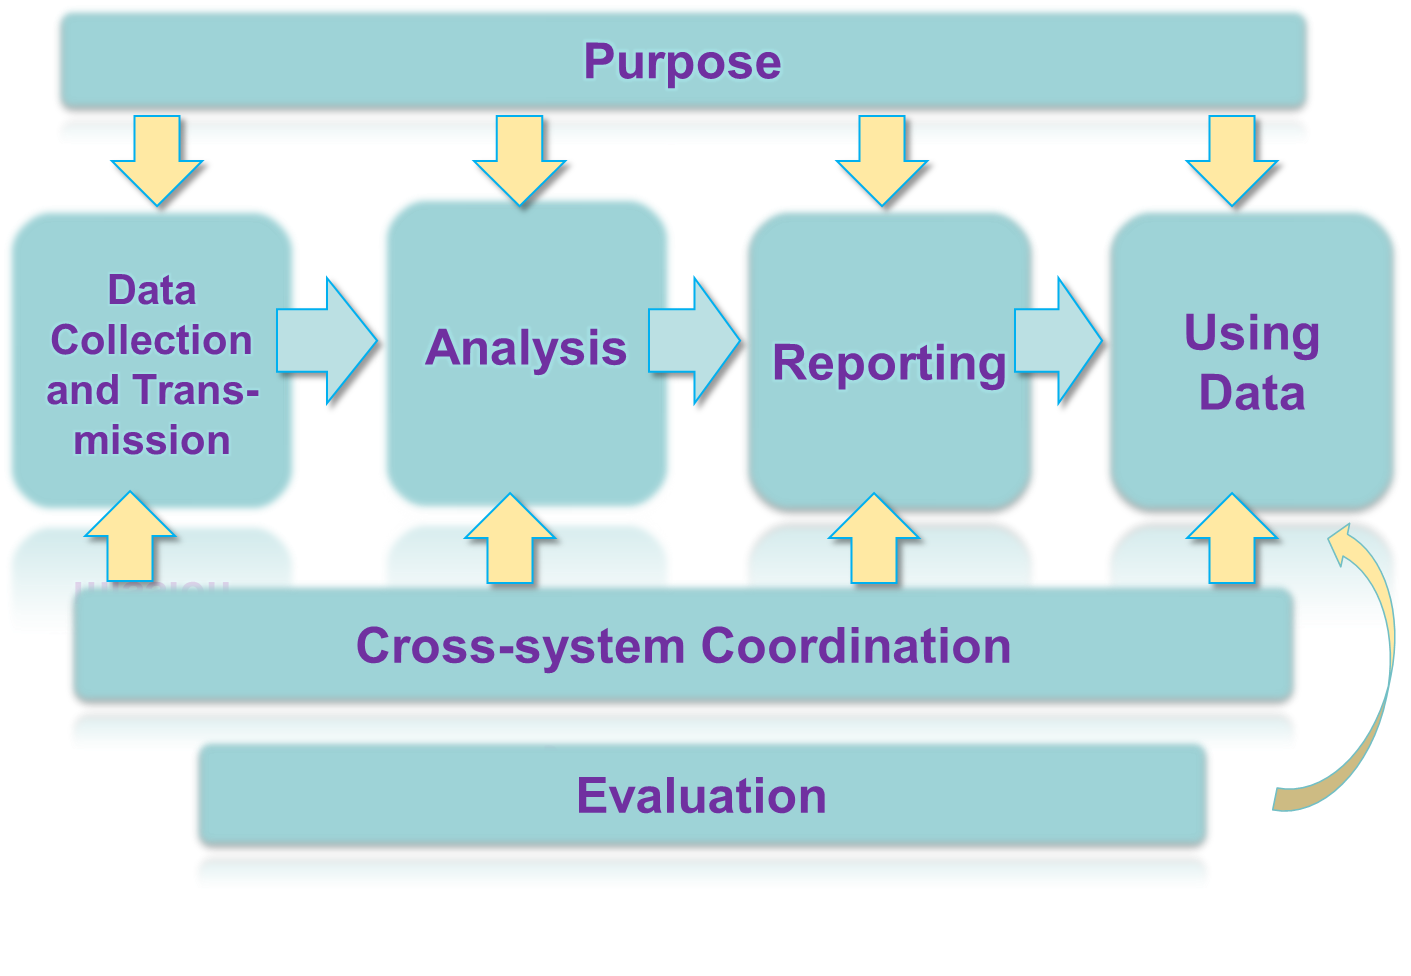 Purpose
Data
Collection
and Trans-
mission
Analysis
Reporting
Using
Data
Cross-system Coordination
Evaluation